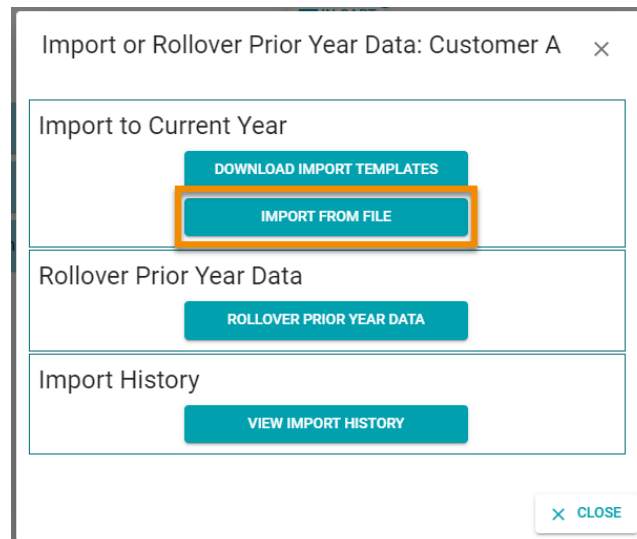 Import or Rollover Prior Year Data: Customer A
Import to Current Year
DOWNLOAD IMPORT TEMPLATES
IMPORT FROM FILE
Rollover Prior Year Data
ROLLOVER PRIOR YEAR DATA
Import History
VIEW IMPORT HISTORY
CLOSE